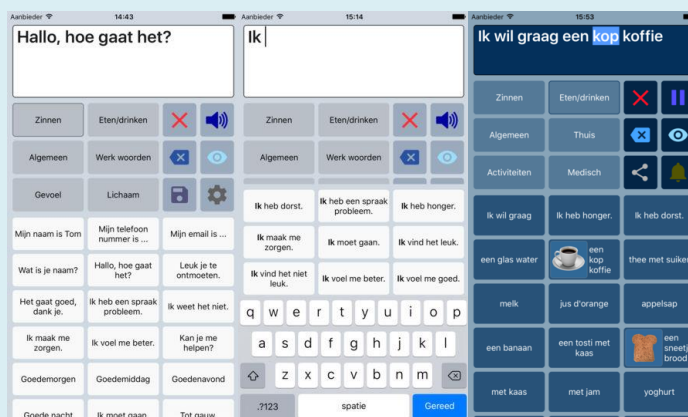 Aanbieder 14:43
Hallo, hoe gaat het?
Zinnen Eten/drinken
Algemeen Werk woorden
Gevoel Lichaam
Mijn naam is Tom
Mijn telefoon
nummer is ...
Mijn email is ...
Wat is je naam?
Hallo, hoe gaat
het?
Leuk je te
ontmoeten.
Het gaat goed,
dank je.
Ik heb een spraak
probleem.
Ik weet het niet.
Ik maak me
zorgen.
Ik voel me beter.
Kan je me
helpen?
Goedemorgen
Goedemiddag
Goedenavond
Goede nacht
Ik moet gaan.
Tot gauw.
Aanbieder 15:14
Ik
Zinnen Eten/drinken
Algemeen Werk woorden
Ik heb dorst.
Ik heb een spraak
probleem.
Ik heb honger.
Ik maak me
zorgen.
Ik moet gaan.
Ik vind het leuk.
Ik vind het niet
leuk.
Ik voel me beter.
Ik voel me goed.
q w e r t y u i o p
a s d f g h j k l
z x c v b n m
.?123 spatie Gereed
Aanbieder 15:53
Ik wil graag een kop koffie
Zinnen Eten/drinken
Algemeen Thuis
Activiteiten Medisch
Ik wil graag
Ik heb honger.
Ik heb dorst.
een glas water
een
kop
koffie
thee met suiker
melk
jus d'orange
appelsap
een banaan
een tosti met
kaas
een
sneetj
brood
met kaas
met jam
yoghurt